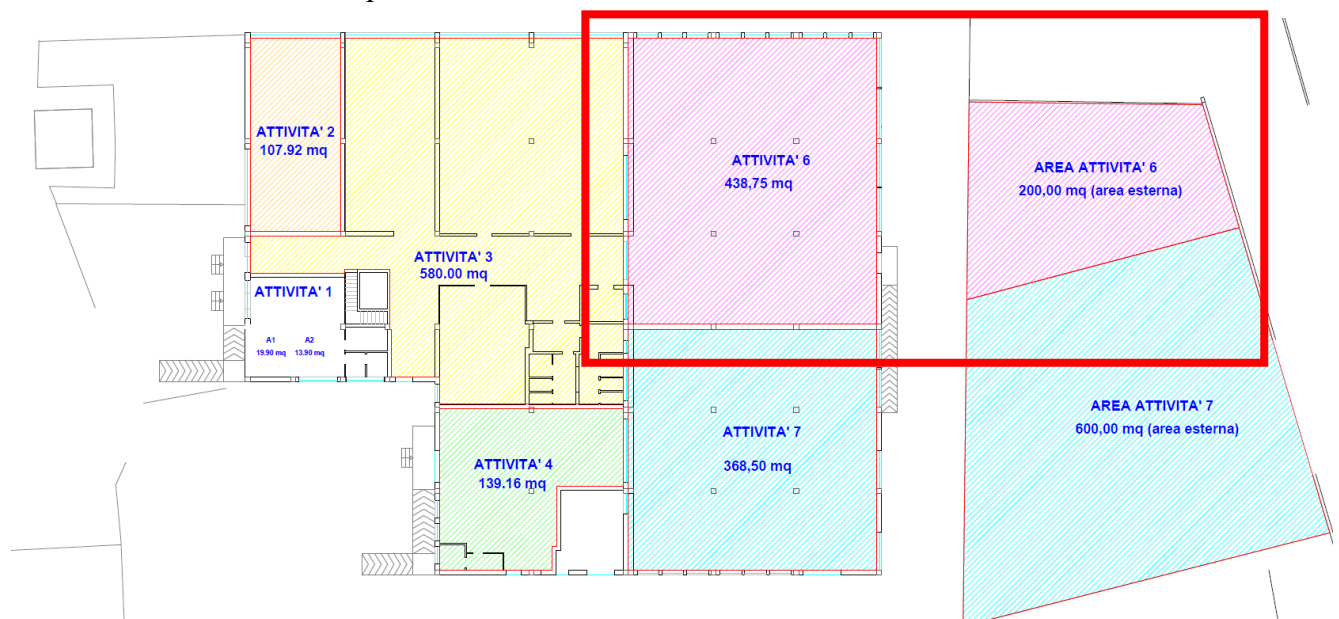 ATTIVITA' 2
107.92 mq
ATTIVITA' 6
438,75 mq
AREA ATTIVITA' 6
200,00 mq (area esterna)
ATTIVITA' 3
580.00 mq
ATTIVITA' 1
A1 A2
19.90 mq 13.90 mq
AREA ATTIVITA' 7
600,00 mq (area esterna)
ATTIVITA' 7
368,50 mq
ATTIVITA' 4
139.16 mq